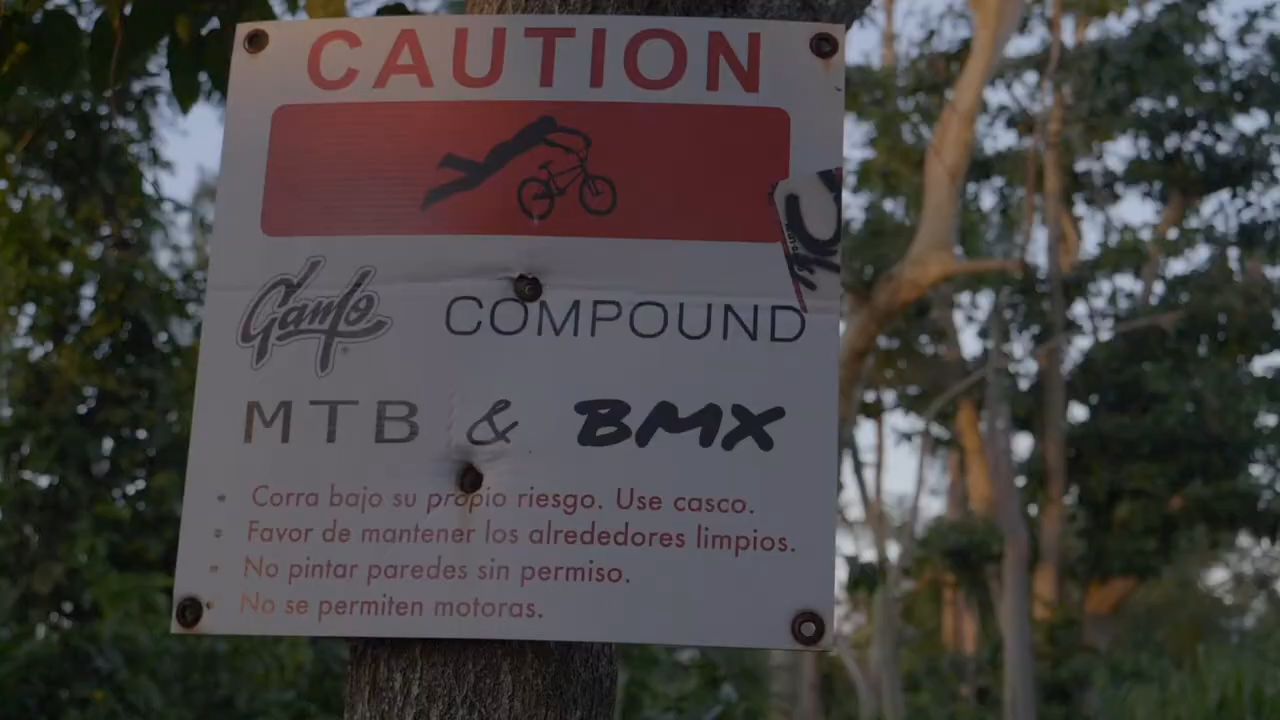 CAUTION
COMPOUND
MTB & BMX
• Corra bajo su propio riesgo. Use casco.
• Favor de mantener los alrededores limpios.
• No pintar paredes sin permiso.
• No se permiten motoras.